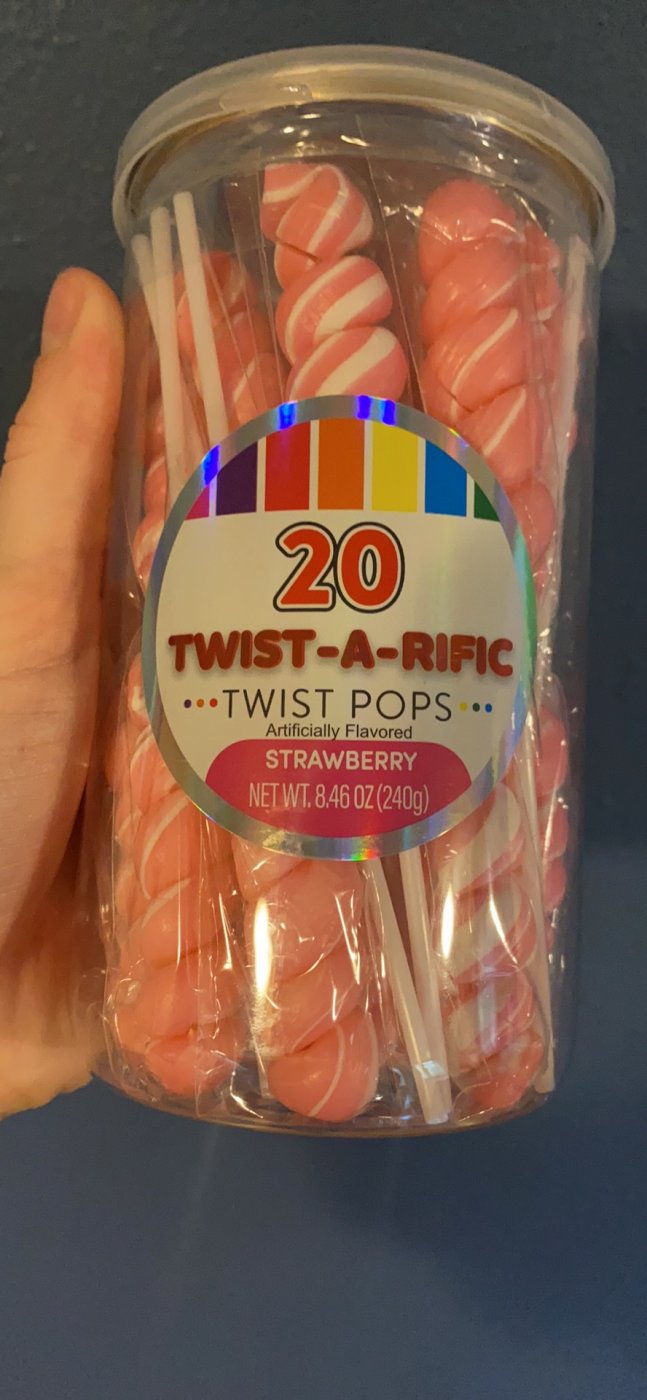 20
TWIST-A-RIFIC
TWIST POPS
Artificially Flavored
STRAWBERRY
NET WT. 8.46 OZ (240g)